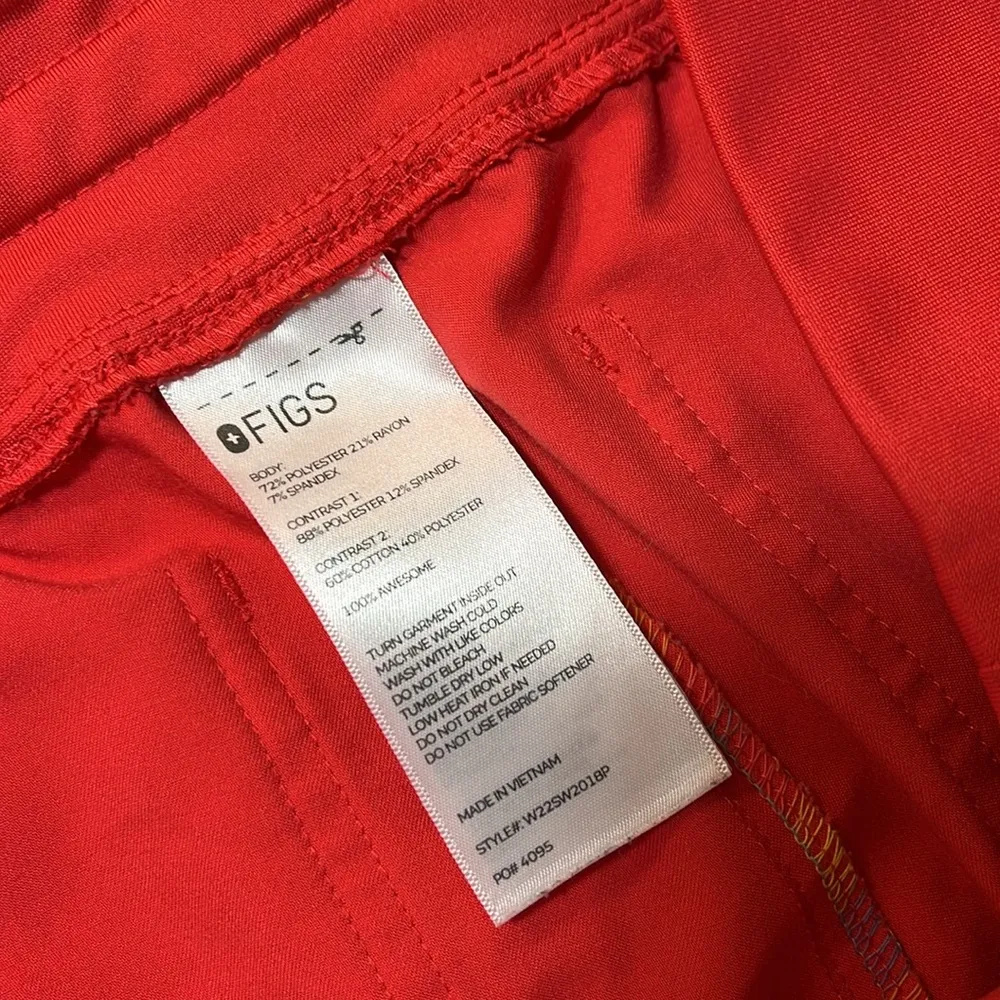 FIGS
BODY:
72% POLYESTER 21% RAYON
7% SPANDEX
CONTRAST 1:
88% POLYESTER 12% SPANDEX
CONTRAST 2:
60% COTTON 40% POLYESTER
100% AWESOME
TURN GARMENT INSIDE OUT
MACHINE WASH COLD
WASH WITH LIKE COLORS
DO NOT BLEACH
TUMBLE DRY LOW
LOW HEAT IRON IF NEEDED
DO NOT DRY CLEAN
DO NOT USE FABRIC SOFTENER
MADE IN VIETNAM
STYLE#: W22SW2018P
PO# 4095